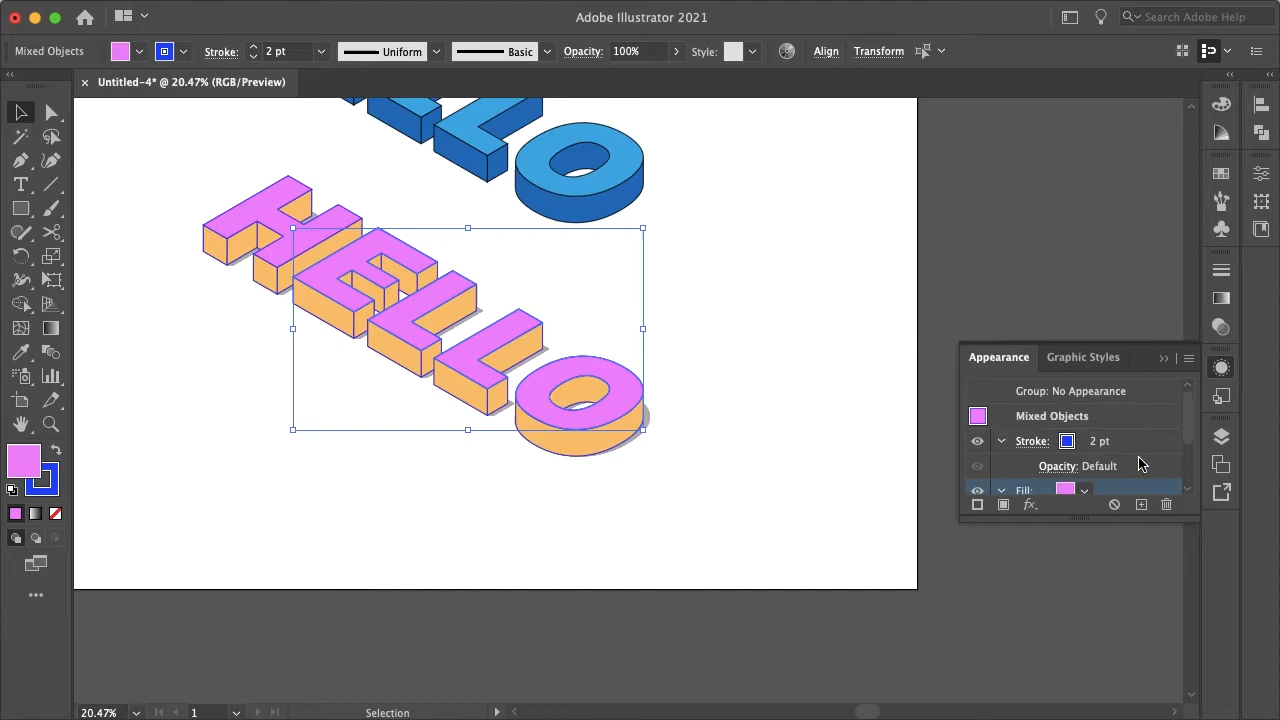 Adobe Illustrator 2021
Search Adobe Help
Mixed Objects
Stroke:
2 pt
Uniform
Basic
Opacity:
100%
Style:
Align
Transform
× Untitled-4* @ 20.47% (RGB/Preview)
HELLO
HELLO
Appearance
Graphic Styles
Group: No Appearance
Mixed Objects
Stroke: 2 pt
Opacity: Default
Fill:
fx.
20.47%
1
Selection